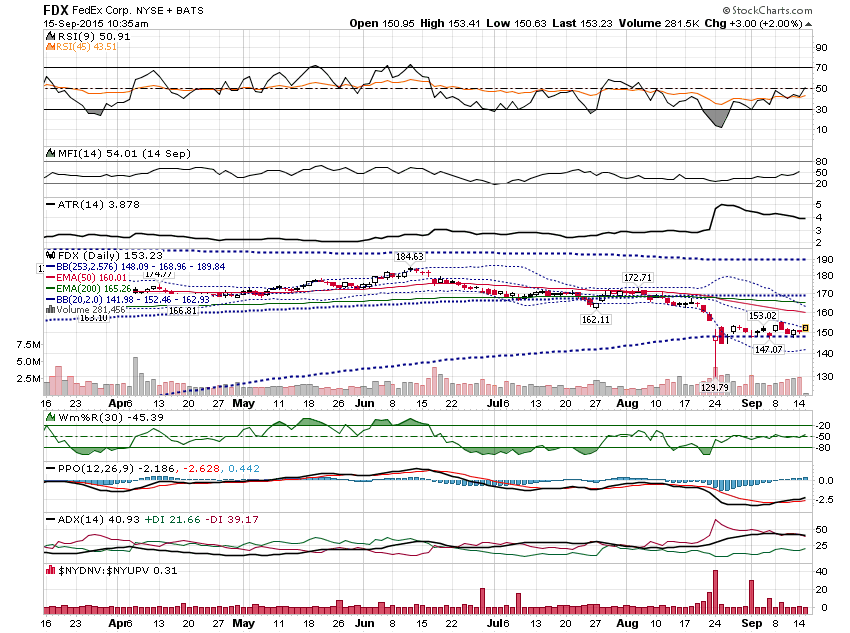 FDX FedEx Corp. NYSE + BATS © StockCharts.com
15-Sep-2015 10:35am Open 150.95 High 153.41 Low 150.63 Last 153.23 Volume 281.5K Chg +3.00 (+2.00%)
RSI(9) 50.91
RSI(45) 43.51
90
70
50
30
10
MFI(14) 54.01 (14 Sep)
80
50
20
ATR(14) 3.878
5
4
3
2
FDX (Daily) 153.23
BB(253,2.576) 148.09 - 168.96 - 189.84
EMA(50) 160.01
EMA(200) 165.26
BB(20,2.0) 141.98 - 152.46 - 162.93
Volume 281,456
174.77
163.10
166.81
184.63
162.11
172.71
129.79
153.02
147.07
190
180
170
160
150
140
130
7.5M
5.0M
2.5M
16 23 Apr6 13 20 27 May 11 18 26 Jun 8 15 22 Jul6 13 20 27 Aug 10 17 24 Sep 8 14
Wm%R(30) -45.39
-20
-50
-80
PPO(12,26,9) -2.186, -2.628, 0.442
0.0
-2.5
ADX(14) 40.93 +DI 21.66 -DI 39.17
50
25
$NYDNV:$NYUPV 0.31
40
20
0
16 23 Apr6 13 20 27 May 11 18 26 Jun 8 15 22 Jul6 13 20 27 Aug 10 17 24 Sep 8 14